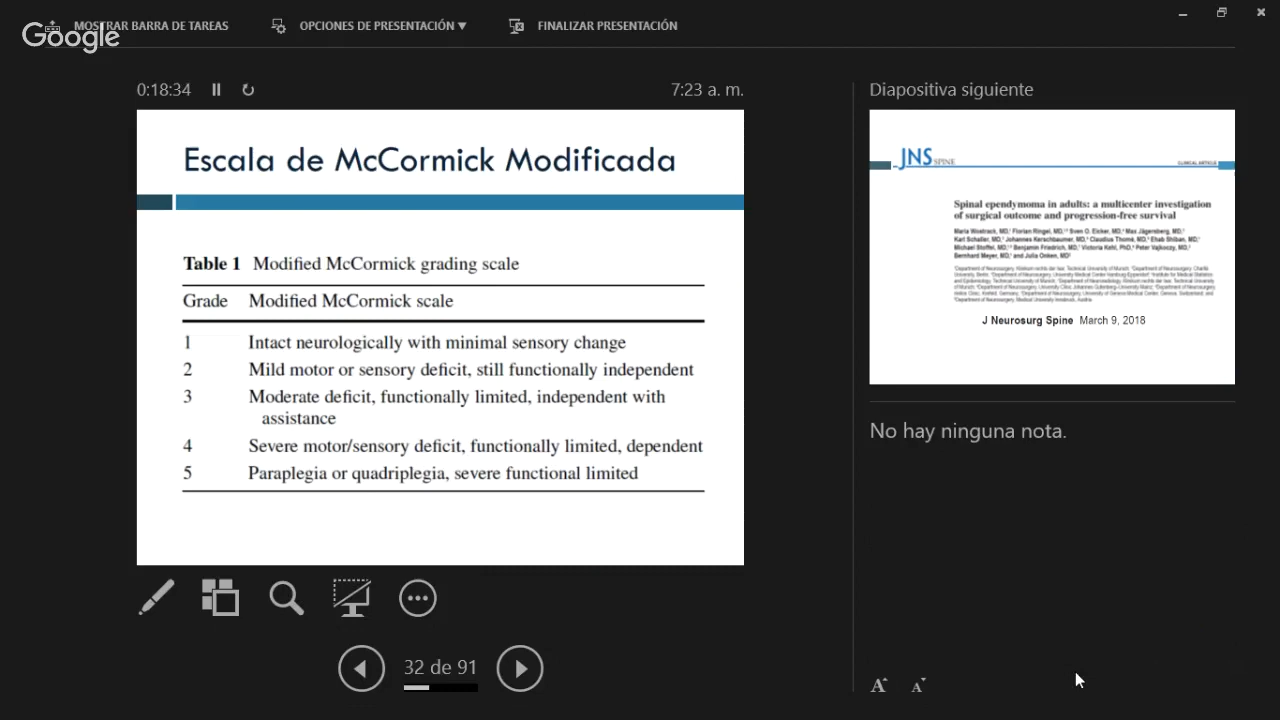 MOSTRAR BARRA DE TAREAS
OPCIONES DE PRESENTACIÓN
FINALIZAR PRESENTACIÓN
Google
0:18:34
7:23 a. m.
Escala de McCormick Modificada
Table 1 Modified McCormick grading scale
Grade Modified McCormick scale
1 Intact neurologically with minimal sensory change
2 Mild motor or sensory deficit, still functionally independent
3 Moderate deficit, functionally limited, independent with
assistance
4 Severe motor/sensory deficit, functionally limited, dependent
5 Paraplegia or quadriplegia, severe functional limited
32 de 91
Diapositiva siguiente
JNS SPINE
CLINICAL ARTICLE
Spinal ependymoma in adults: a multicenter investigation
of surgical outcome and progression-free survival
J Neurosurg Spine March 9, 2018
No hay ninguna nota.
A A